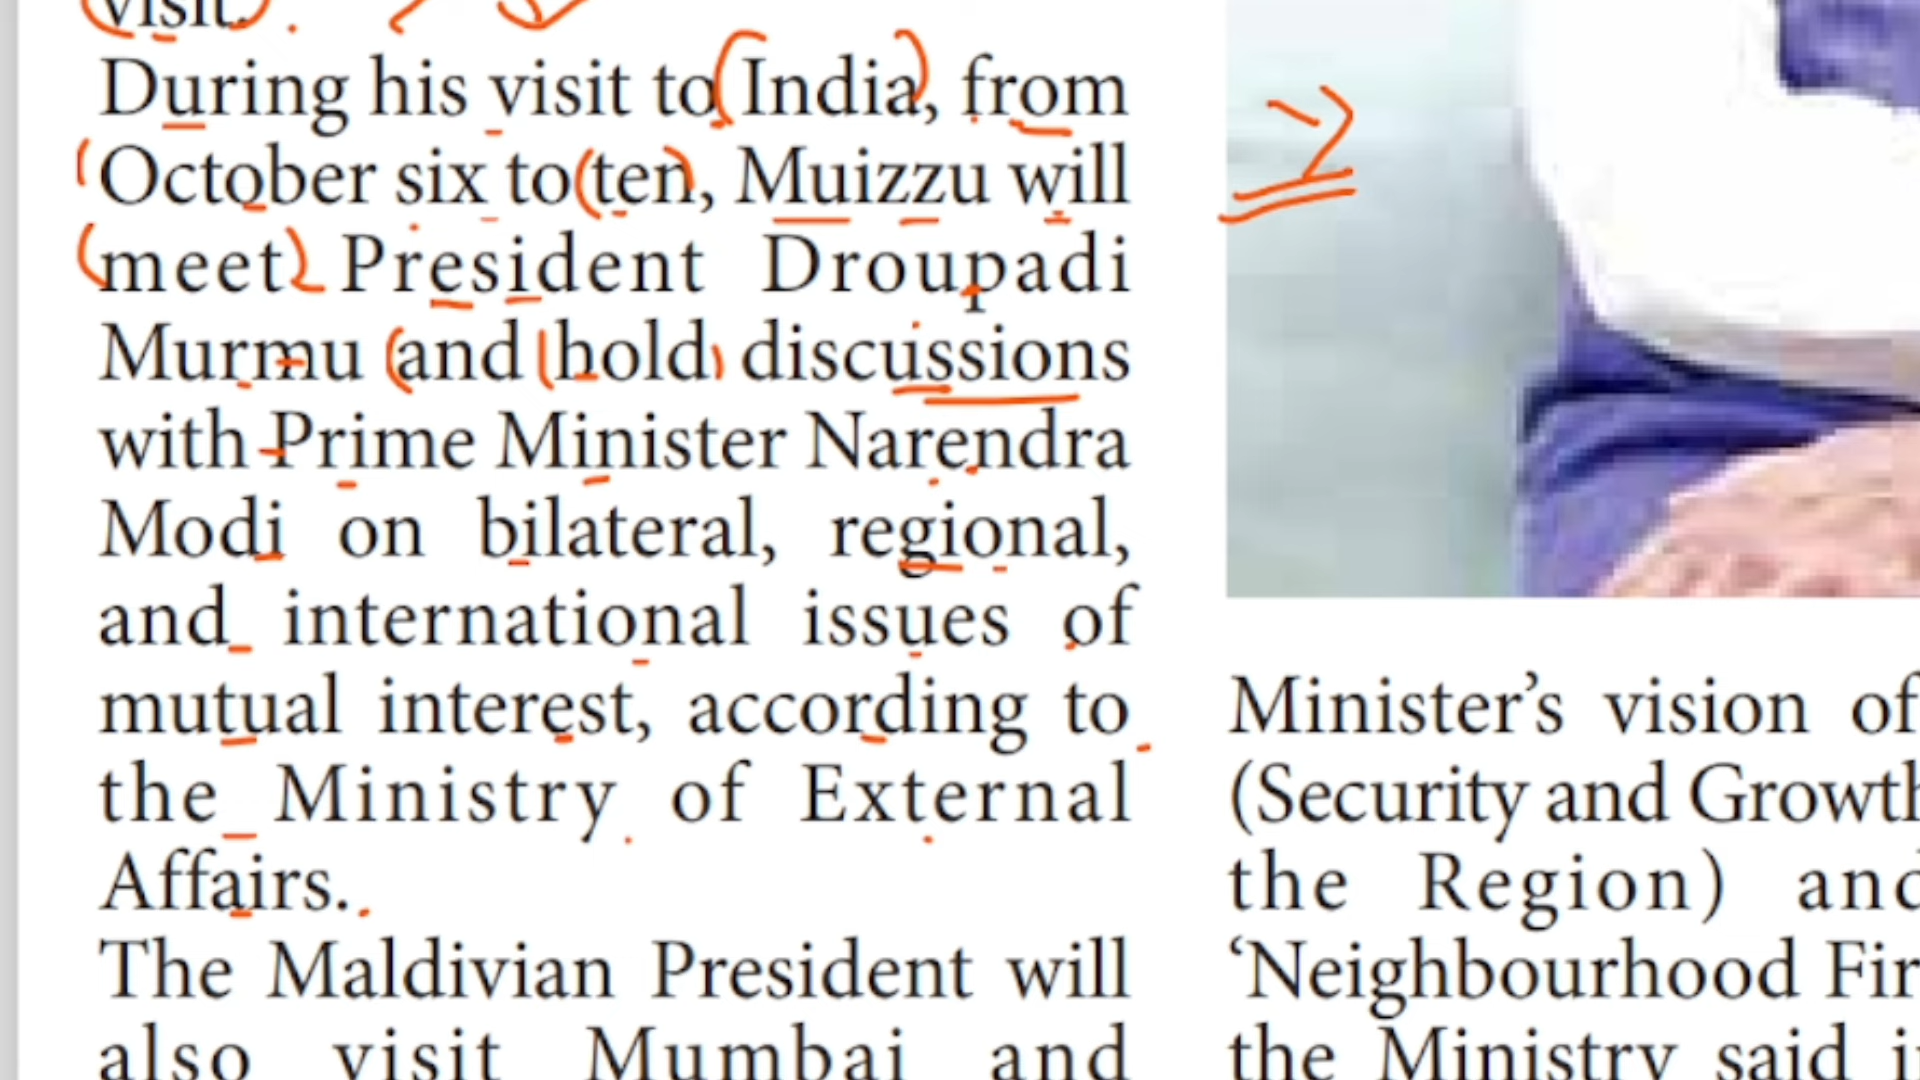 visit.
During his visit to India, from
October six to ten, Muizzu will
meet President Droupadi
Murmu and hold discussions
with Prime Minister Narendra
Modi on bilateral, regional,
and international issues of
mutual interest, according to
the Ministry of External
Affairs.
The Maldivian President will
also visit Mumbai and
Minister’s vision of
(Security and Growth
the Region) and
‘Neighbourhood Fir
the Ministry said i